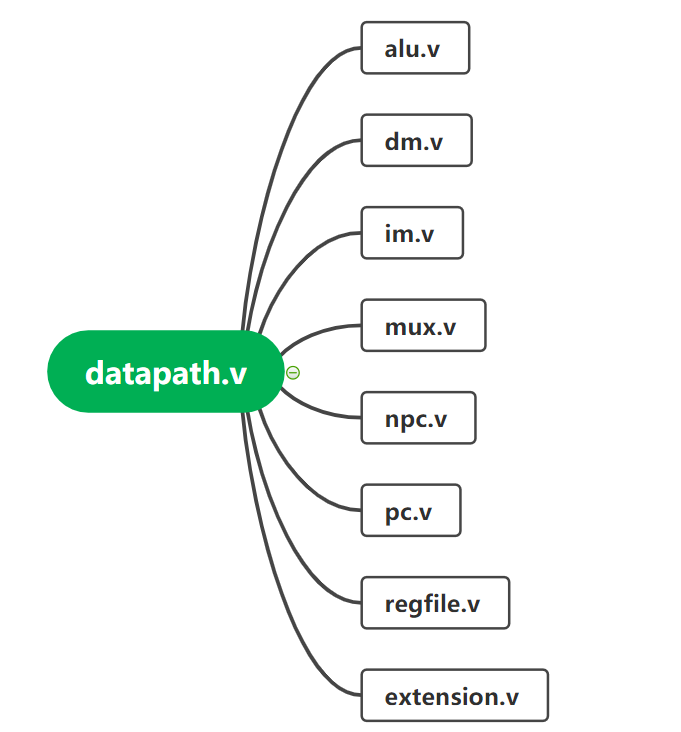 alu.v
dm.v
im.v
mux.v
datapath.v
npc.v
pc.v
regfile.v
extension.v